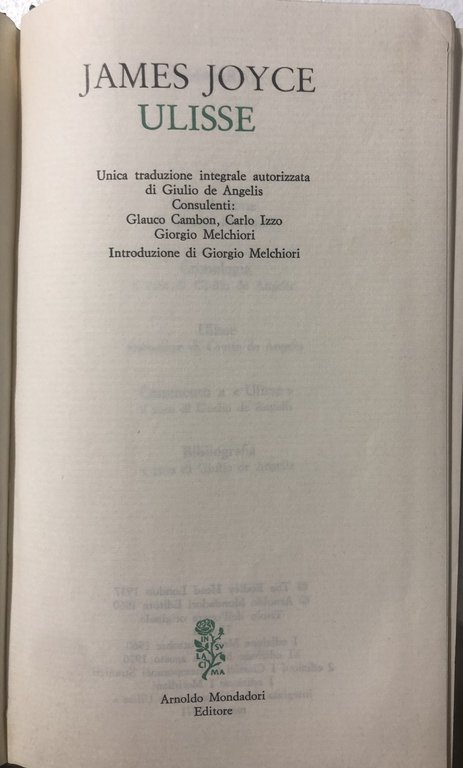 JAMES JOYCE
ULISSE
Unica traduzione integrale autorizzata
di Giulio de Angelis
Consulenti:
Glauco Cambon, Carlo Izzo
Giorgio Melchiori
Introduzione di Giorgio Melchiori
IN SV
LA CI
MA
Arnoldo Mondadori
Editore